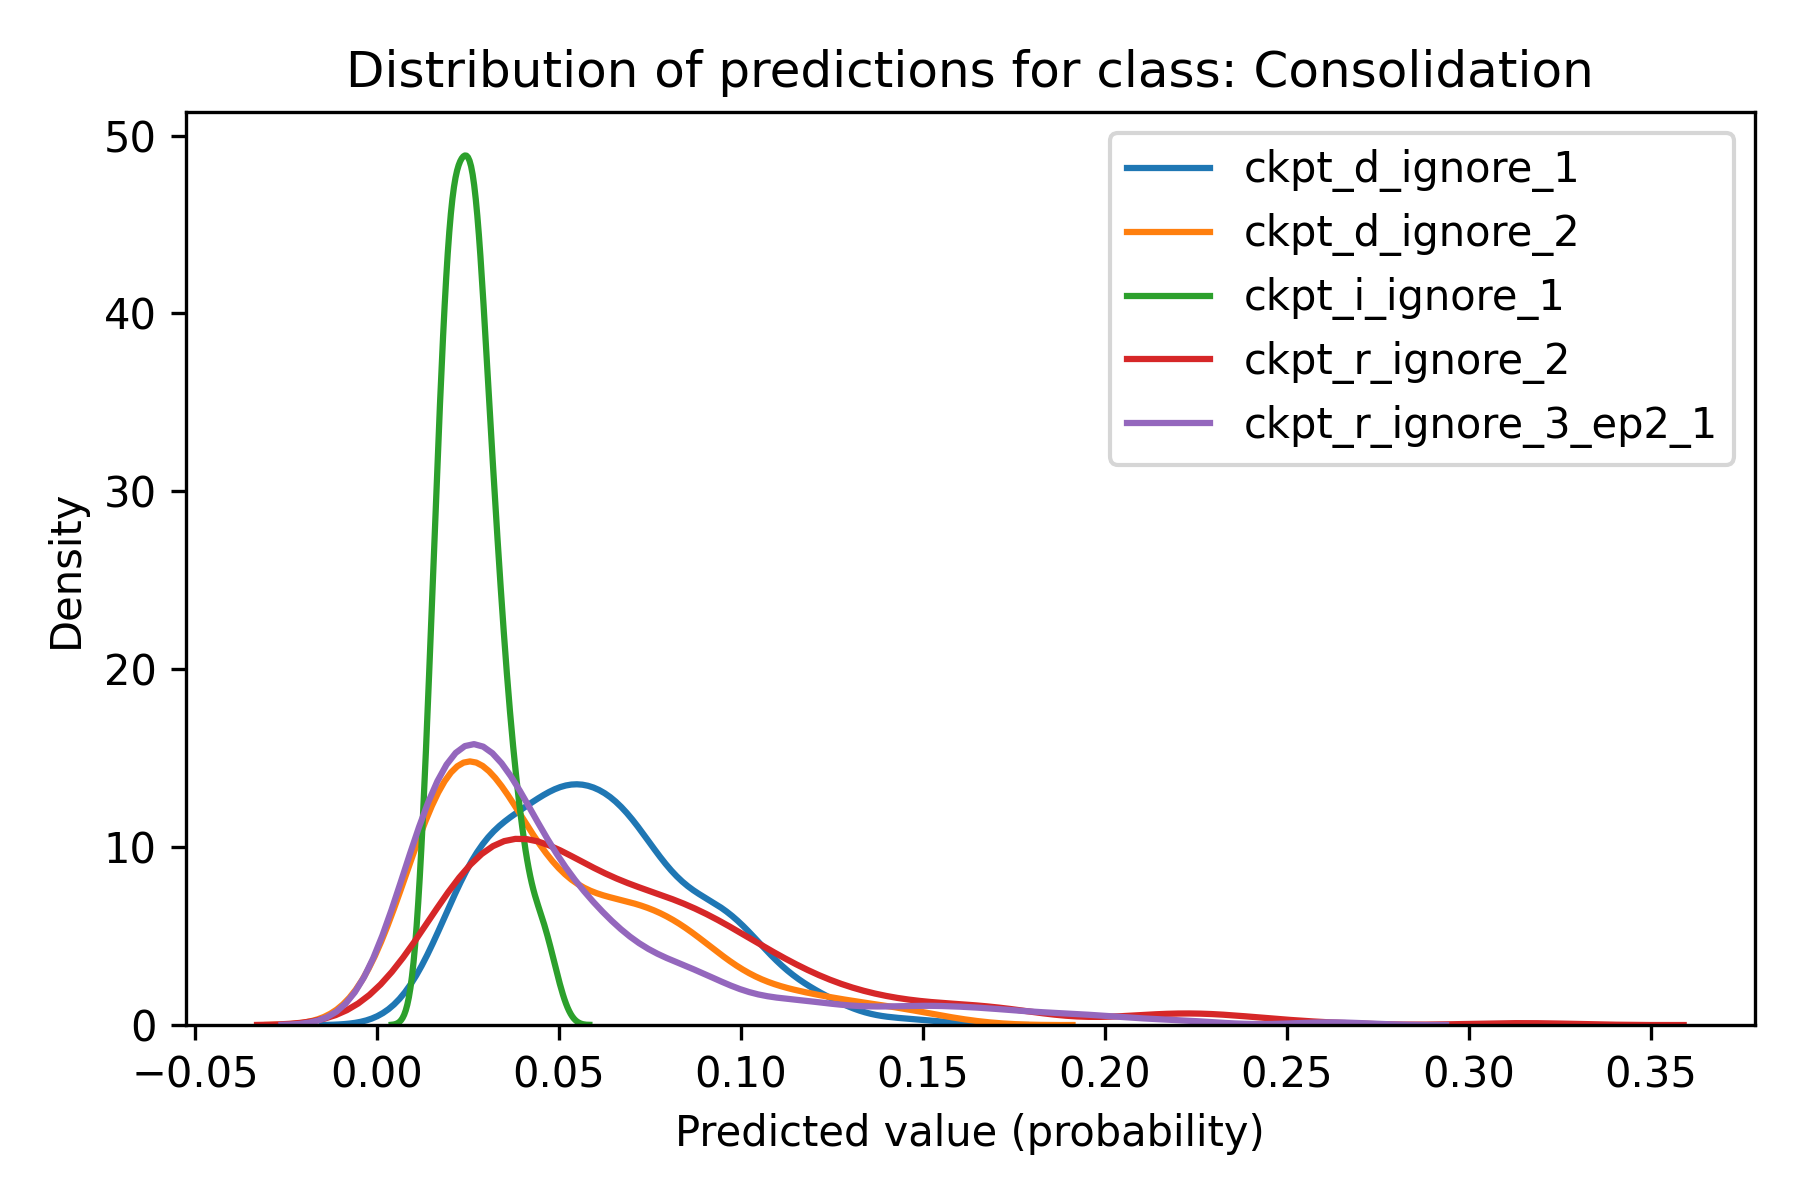 Distribution of predictions for class: Consolidation
50
40
30
20
10
0
Density
ckpt_d_ignore_1
ckpt_d_ignore_2
ckpt_i_ignore_1
ckpt_r_ignore_2
ckpt_r_ignore_3_ep2_1
−0.05 0.00 0.05 0.10 0.15 0.20 0.25 0.30 0.35
Predicted value (probability)